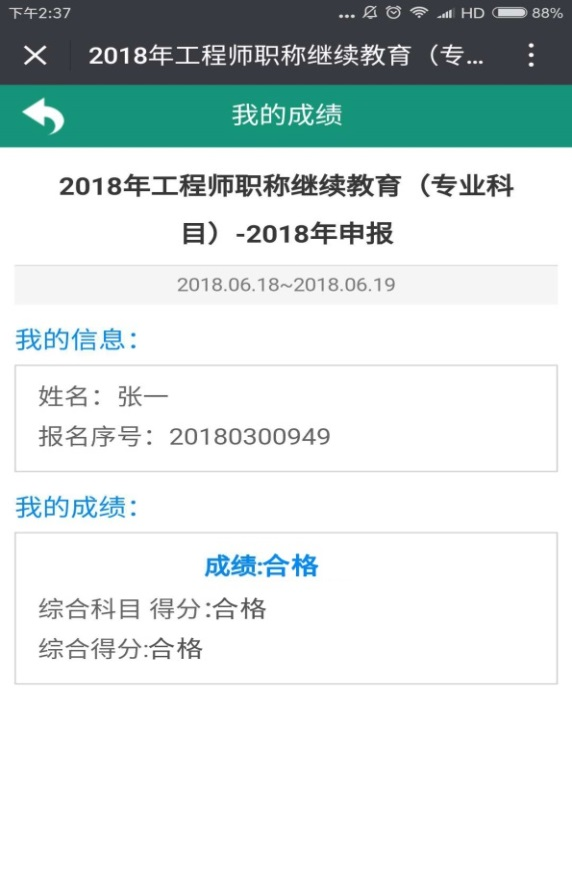 下午2:37
... HD 88%
2018年工程师职称继续教育（专...
我的成绩
2018年工程师职称继续教育（专业科
目）-2018年申报
2018.06.18~2018.06.19
我的信息：
姓名：张一
报名序号：20180300949
我的成绩：
成绩:合格
综合科目 得分:合格
综合得分:合格